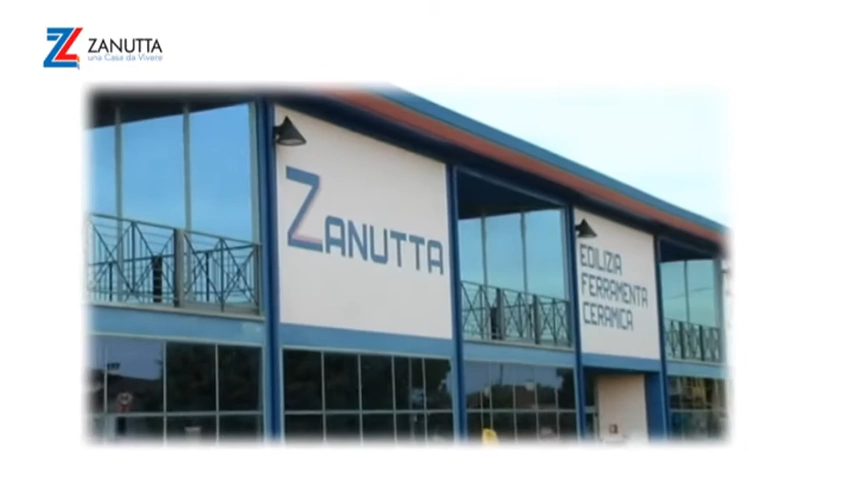 ZANUTTA
una Casa da Vivere
ZANUTTA
EDILIZIA
FERRAMENTA
CERAMICA